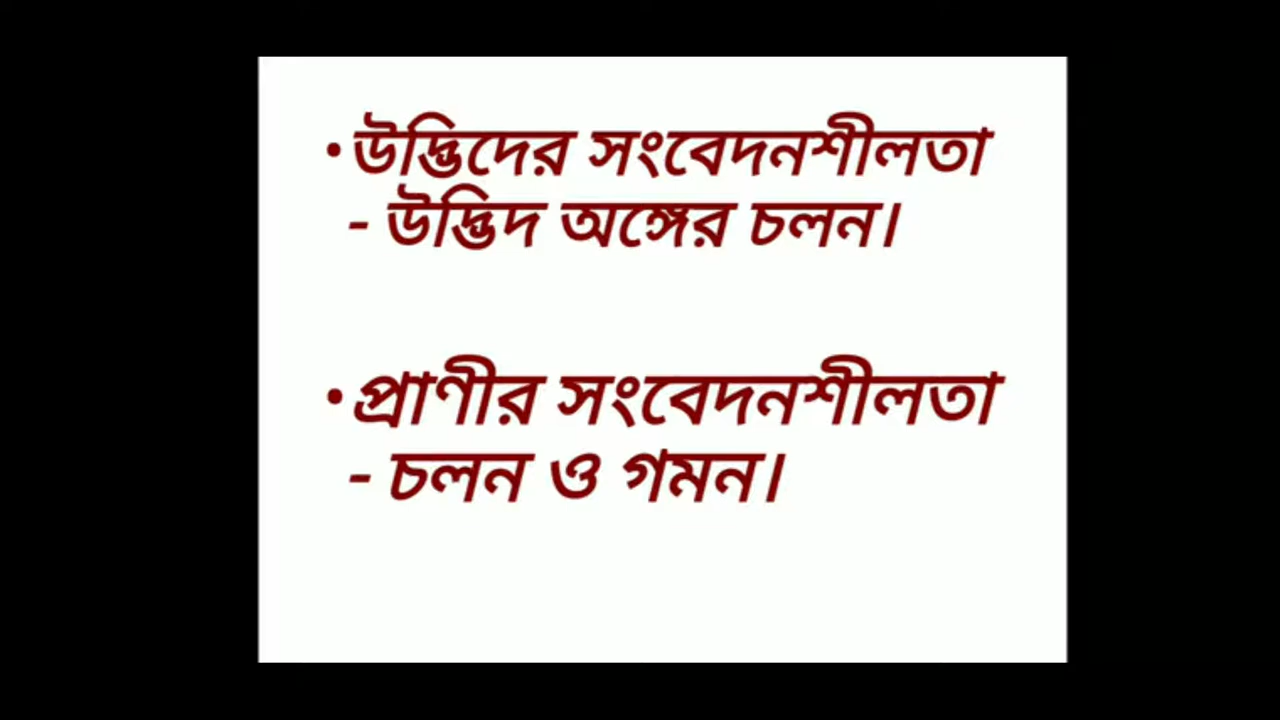 •উদ্ভিদের সংবেদনশীলতা
- উদ্ভিদ অঙ্গের চলন।
•প্রাণীর সংবেদনশীলতা
- চলন ও গমন।